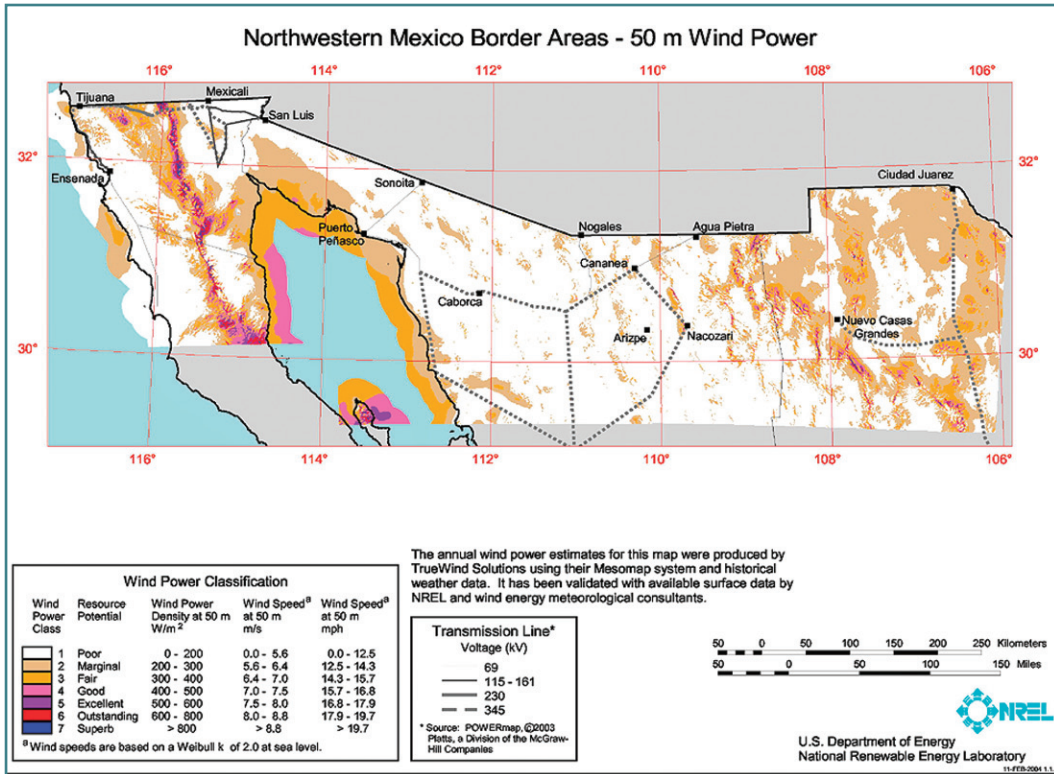 Northwestern Mexico Border Areas - 50 m Wind Power
116° 114° 112° 110° 108° 106°
Tijuana
Mexicali
San Luis
32° 32°
Ensenada
Sonoita
Ciudad Juarez
Puerto
Peñasco
Nogales
Agua Pietra
Cananea
Caborca
Arizpe
Nacozari
Nuevo Casas
Grandes
30° 30°
116° 114° 112° 110° 108° 106°
Wind Power Classification
Wind Power Class Resource Potential Wind Power Density at 50 m W/m² Wind Speedª at 50 m m/s Wind Speedª at 50 m mph
1 Poor 0 - 200 0.0 - 5.6 0.0 - 12.5
2 Marginal 200 - 300 5.6 - 6.4 12.5 - 14.3
3 Fair 300 - 400 6.4 - 7.0 14.3 - 15.7
4 Good 400 - 500 7.0 - 7.5 15.7 - 16.8
5 Excellent 500 - 600 7.5 - 8.0 16.8 - 17.9
6 Outstanding 600 - 800 8.0 - 8.8 17.9 - 19.7
7 Superb > 800 > 8.8 > 19.7
ª Wind speeds are based on a Weibull k of 2.0 at sea level.
The annual wind power estimates for this map were produced by
TrueWind Solutions using their Mesomap system and historical
weather data. It has been validated with available surface data by
NREL and wind energy meteorological consultants.
Transmission Line*
Voltage (kV)
69
115 - 161
230
345
* Source: POWERmap, ©2003
Platts, a Division of the McGraw-
Hill Companies
50 0 50 100 150 200 250 Kilometers
50 0 50 100 150 Miles
NREL
U.S. Department of Energy
National Renewable Energy Laboratory
11-FEB-2004 1.1.